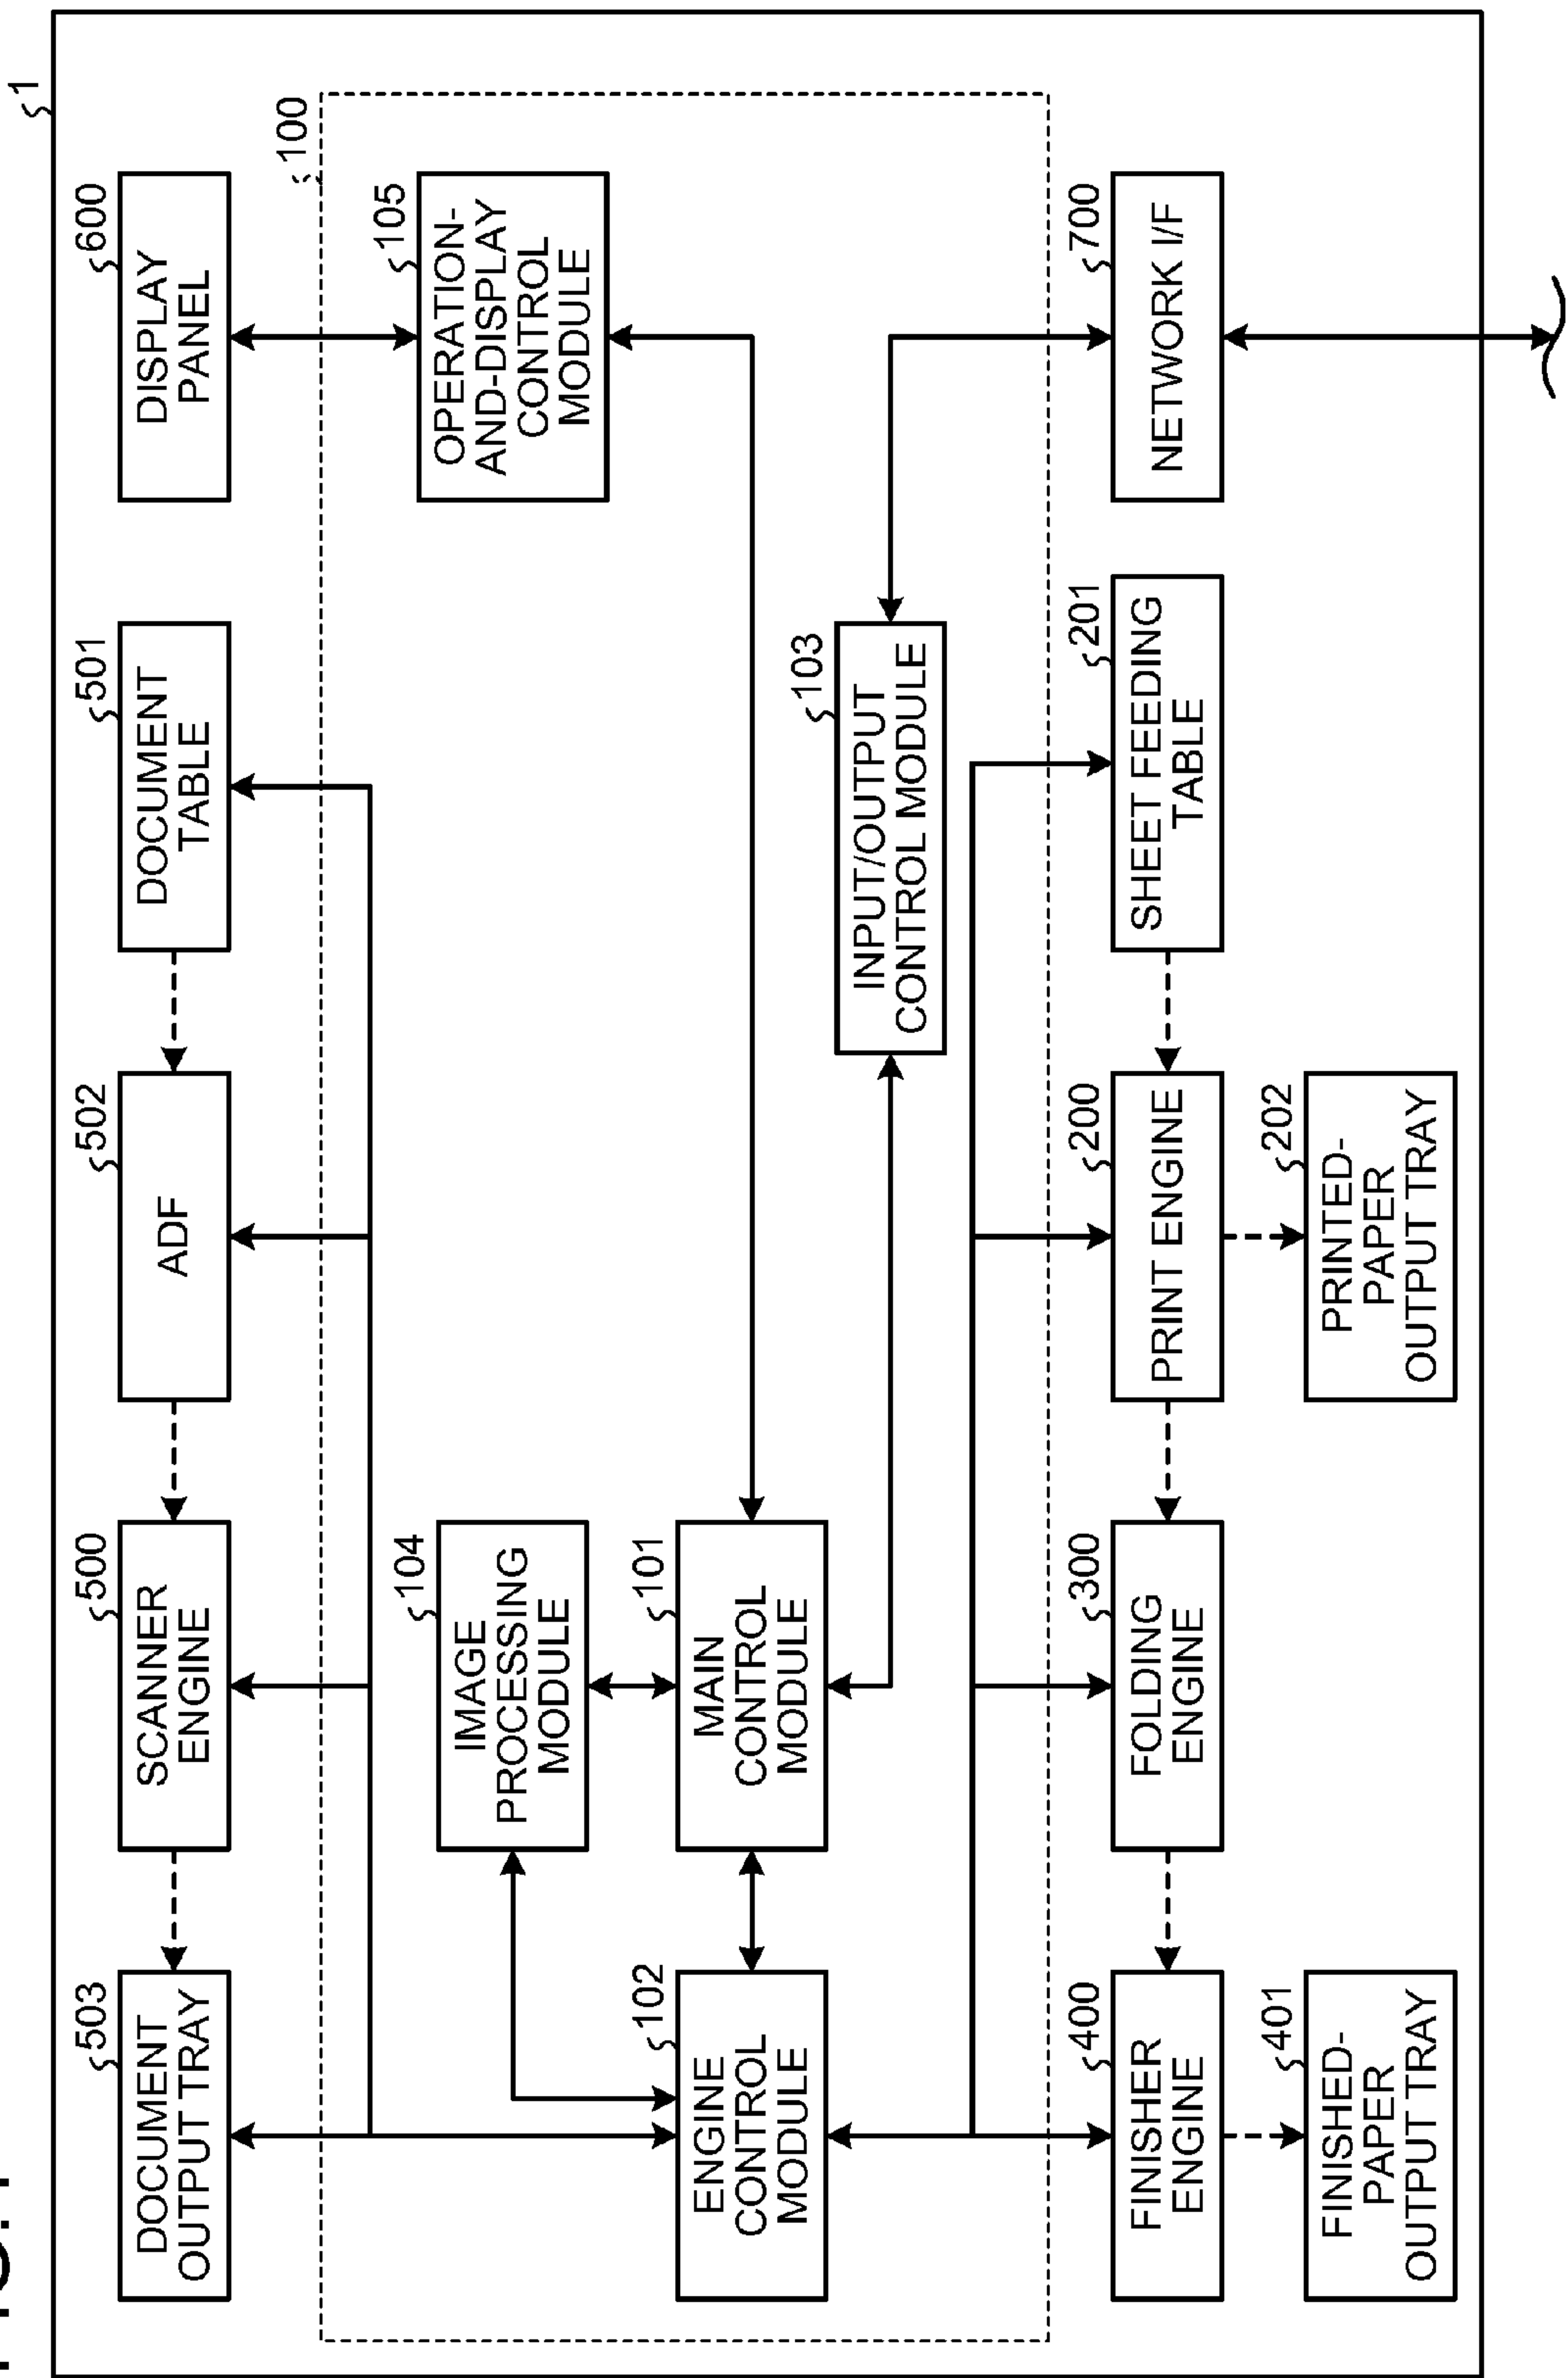 1
503
DOCUMENT
OUTPUT TRAY
500
SCANNER
ENGINE
502
ADF
501
DOCUMENT
TABLE
600
DISPLAY
PANEL
100
104
IMAGE
PROCESSING
MODULE
105
OPERATION-
AND-DISPLAY
CONTROL
MODULE
102
ENGINE
CONTROL
MODULE
101
MAIN
CONTROL
MODULE
103
INPUT/OUTPUT
CONTROL MODULE
400
FINISHER
ENGINE
300
FOLDING
ENGINE
200
PRINT ENGINE
201
SHEET FEEDING
TABLE
700
NETWORK I/F
401
FINISHED-
PAPER
OUTPUT TRAY
202
PRINTED-
PAPER
OUTPUT TRAY